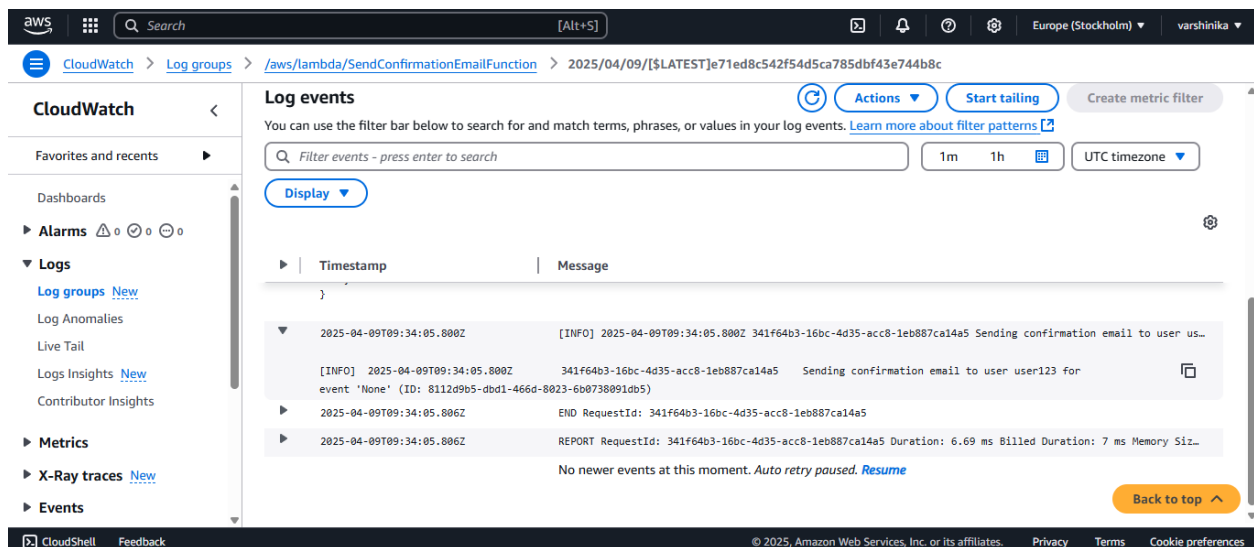 aws Search [Alt+S] Europe (Stockholm) varshinika
CloudWatch > Log groups > /aws/lambda/SendConfirmationEmailFunction > 2025/04/09/[$LATEST]e71ed8c542f54d5ca785dbf43e744b8c
CloudWatch
Favorites and recents
Dashboards
Alarms 0 0 0
Logs
Log groups New
Log Anomalies
Live Tail
Logs Insights New
Contributor Insights
Metrics
X-Ray traces New
Events
Log events
Actions Start tailing Create metric filter
You can use the filter bar below to search for and match terms, phrases, or values in your log events. Learn more about filter patterns
Filter events - press enter to search 1m 1h UTC timezone
Display
Timestamp Message
}
2025-04-09T09:34:05.800Z [INFO] 2025-04-09T09:34:05.800Z 341f64b3-16bc-4d35-acc8-1eb887ca14a5 Sending confirmation email to user us…
[INFO] 2025-04-09T09:34:05.800Z 341f64b3-16bc-4d35-acc8-1eb887ca14a5 Sending confirmation email to user user123 for
event 'None' (ID: 8112d9b5-dbd1-466d-8023-6b0738091db5)
2025-04-09T09:34:05.806Z END RequestId: 341f64b3-16bc-4d35-acc8-1eb887ca14a5
2025-04-09T09:34:05.806Z REPORT RequestId: 341f64b3-16bc-4d35-acc8-1eb887ca14a5 Duration: 6.69 ms Billed Duration: 7 ms Memory Siz…
No newer events at this moment. Auto retry paused. Resume
Back to top
CloudShell Feedback © 2025, Amazon Web Services, Inc. or its affiliates. Privacy Terms Cookie preferences